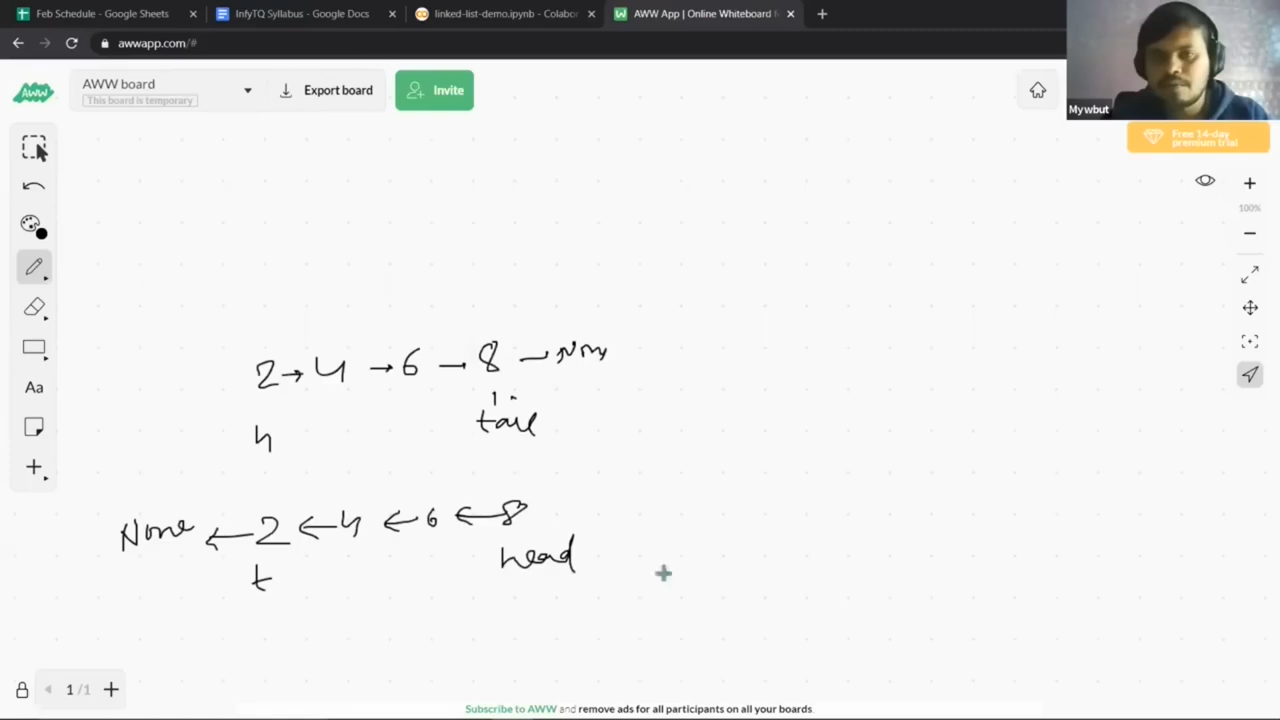 Feb Schedule - Google Sheets
InfyTQ Syllabus - Google Docs
linked-list-demo.ipynb - Colabor
AWW App | Online Whiteboard
awwapp.com/#
Mywbut
AWW
AWW board
This board is temporary
Export board
Invite
Free 14-day
premium trial
100%
Aa
2 → 4 → 6 → 8 →
h
tail
None ← 2 ← 4 ← 6 ← 8
t
head
1 / 1
Subscribe to AWW and remove ads for all participants on all your boards.